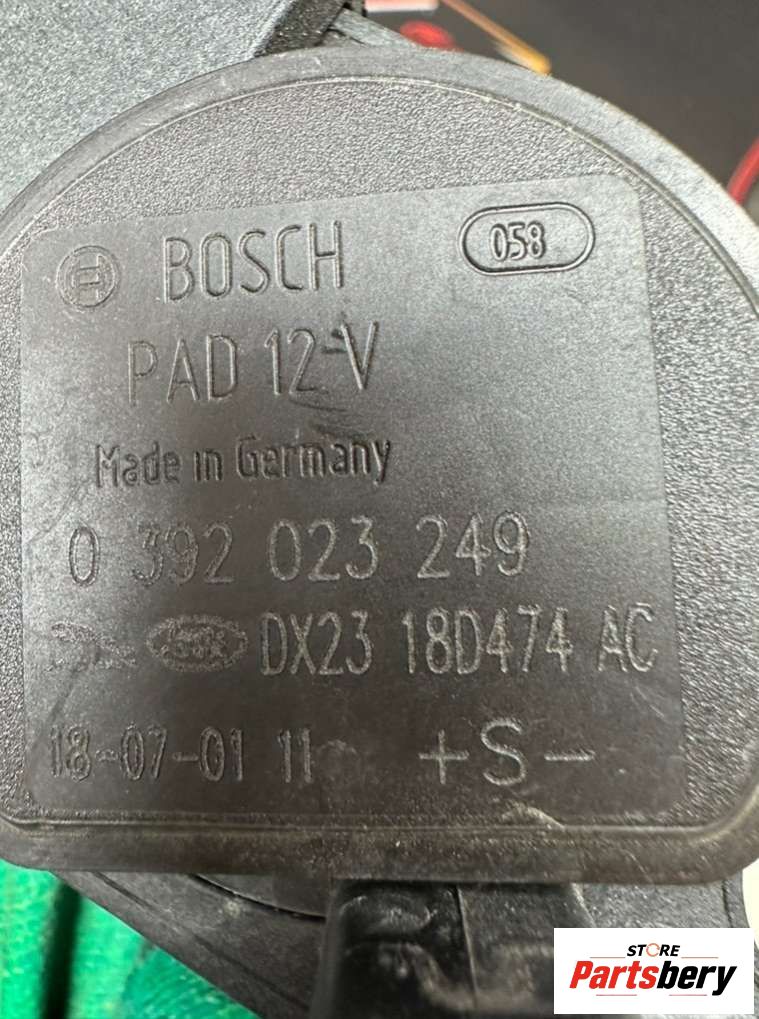 BOSCH
058
PAD 12 V
Made in Germany
0 392 023 249
DX23 18D474 AC
18-07-01 11
+S-
STORE
Partsbery